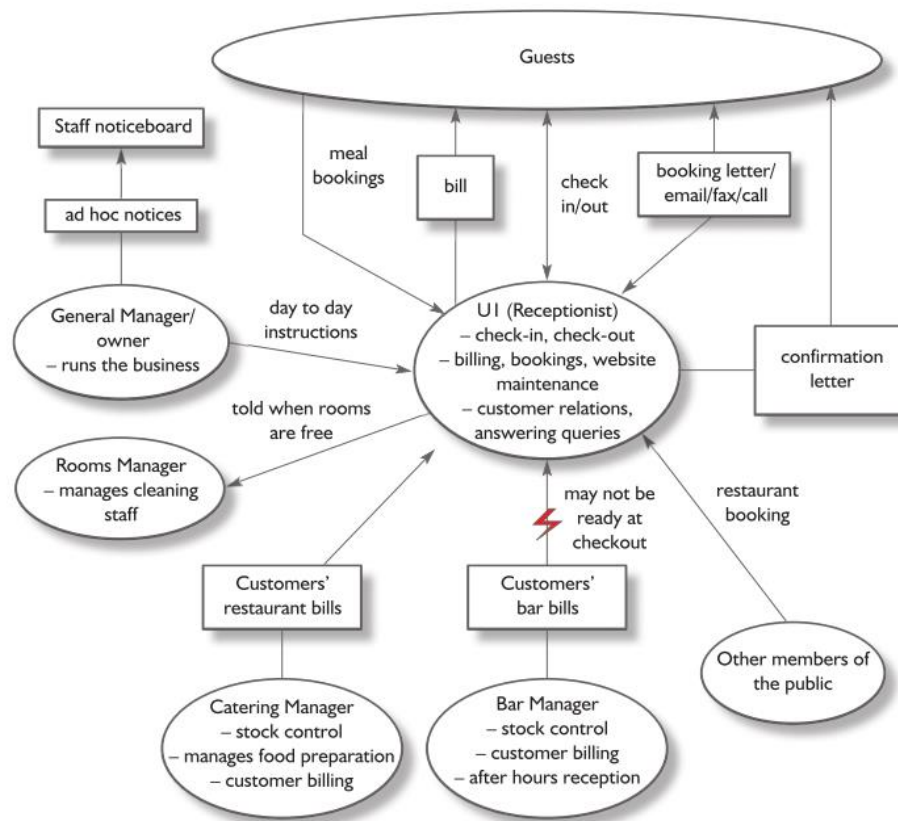 Guests
Staff noticeboard
meal
bookings
bill
check
in/out
booking letter/
email/fax/call
ad hoc notices
General Manager/
owner
– runs the business
day to day
instructions
U1 (Receptionist)
– check-in, check-out
– billing, bookings, website
maintenance
– customer relations,
answering queries
confirmation
letter
told when rooms
are free
Rooms Manager
– manages cleaning
staff
may not be
ready at
checkout
restaurant
booking
Customers'
restaurant bills
Customers'
bar bills
Other members of
the public
Catering Manager
– stock control
– manages food preparation
– customer billing
Bar Manager
– stock control
– customer billing
– after hours reception